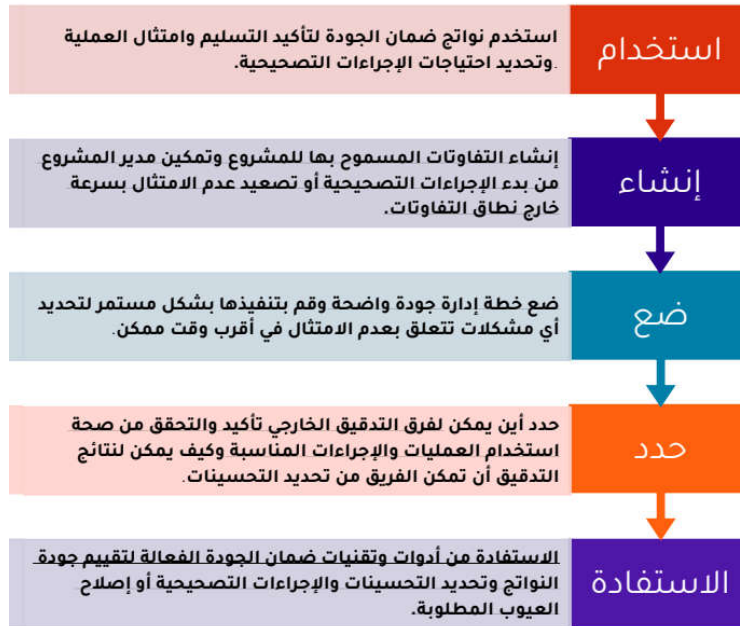 استخدام
استخدم نواتج ضمان الجودة لتأكيد التسليم وامتثال العملية
وتحديد احتياجات الإجراءات التصحيحية.
إنشاء
إنشاء التفاوتات المسموح بها للمشروع وتمكين مدير المشروع
من بدء الإجراءات التصحيحية أو تصعيد عدم الامتثال بسرعة
خارج نطاق التفاوتات.
ضع
ضع خطة إدارة جودة واضحة وقم بتنفيذها بشكل مستمر لتحديد
أي مشكلات تتعلق بعدم الامتثال في أقرب وقت ممكن.
حدد
حدد أين يمكن لفرق التدقيق الخارجي تأكيد والتحقق من صحة
استخدام العمليات والإجراءات المناسبة وكيف يمكن لنتائج
التدقيق أن تمكن الفريق من تحديد التحسينات.
الاستفادة
الاستفادة من أدوات وتقنيات ضمان الجودة الفعالة لتقييم جودة
النواتج وتحديد التحسينات والإجراءات التصحيحية أو إصلاح
العيوب المطلوبة.